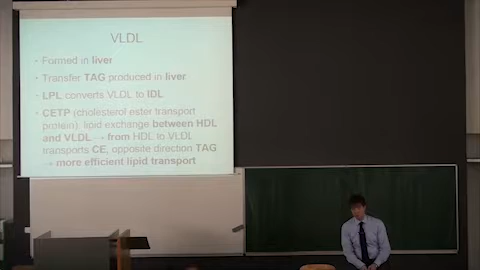 VLDL
• Formed in liver
• Transfer TAG produced in liver
• LPL converts VLDL to IDL
• CETP (cholesterol ester transport
protein): lipid exchange between HDL
and VLDL → from HDL to VLDL
transports CE, opposite direction TAG
→ more efficient lipid transport